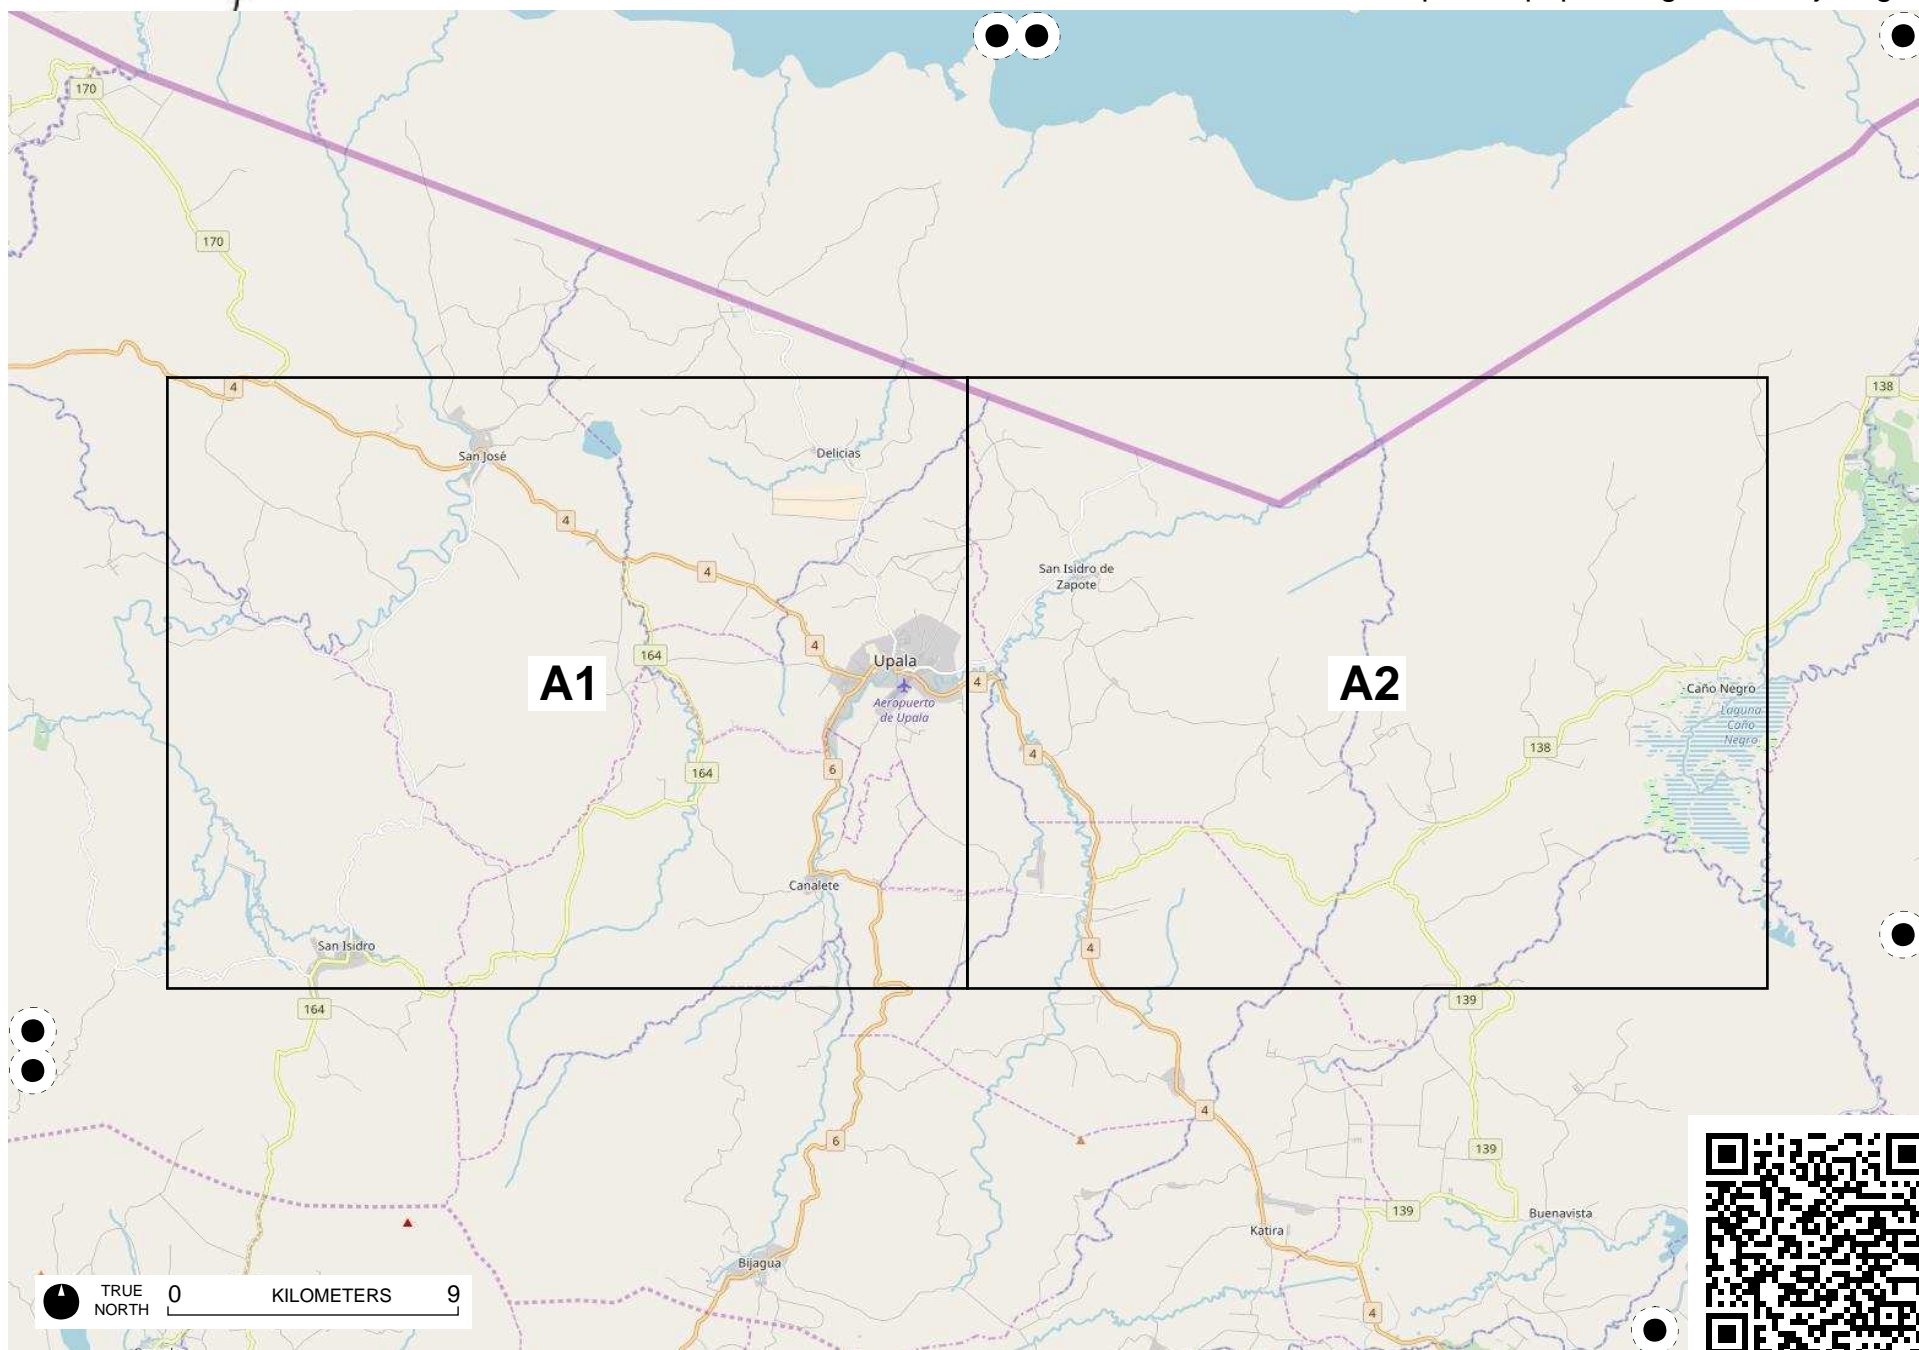 170
170
4
138
San José
Delicias
4
4
San Isidro de
Zapote
4
164
Upala
4
A1
A2
Caño Negro
Aeropuerto
de Upala
Laguna
Caño
Negro
4
138
164
6
Canalete
San Isidro
4
164
139
4
6
139
139
Buenavista
Katira
Bijagua
TRUE
NORTH
0
KILOMETERS
9
4